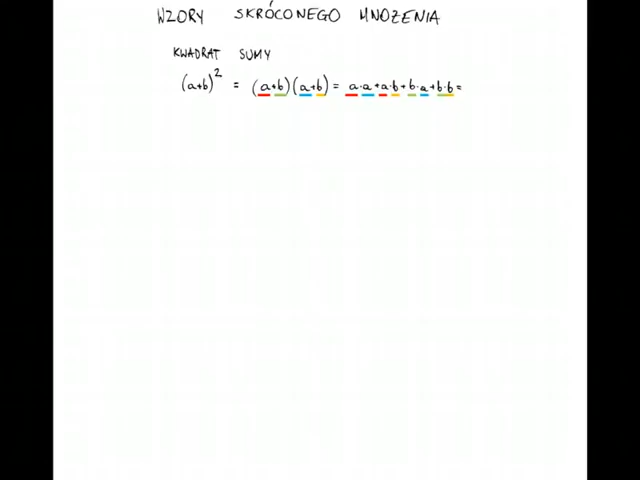 WZORY SKRÓCONEGO MNOŻENIA
KWADRAT SUMY
(a+b)² = (a+b)(a+b) = a·a+a·b+b·a+b·b=